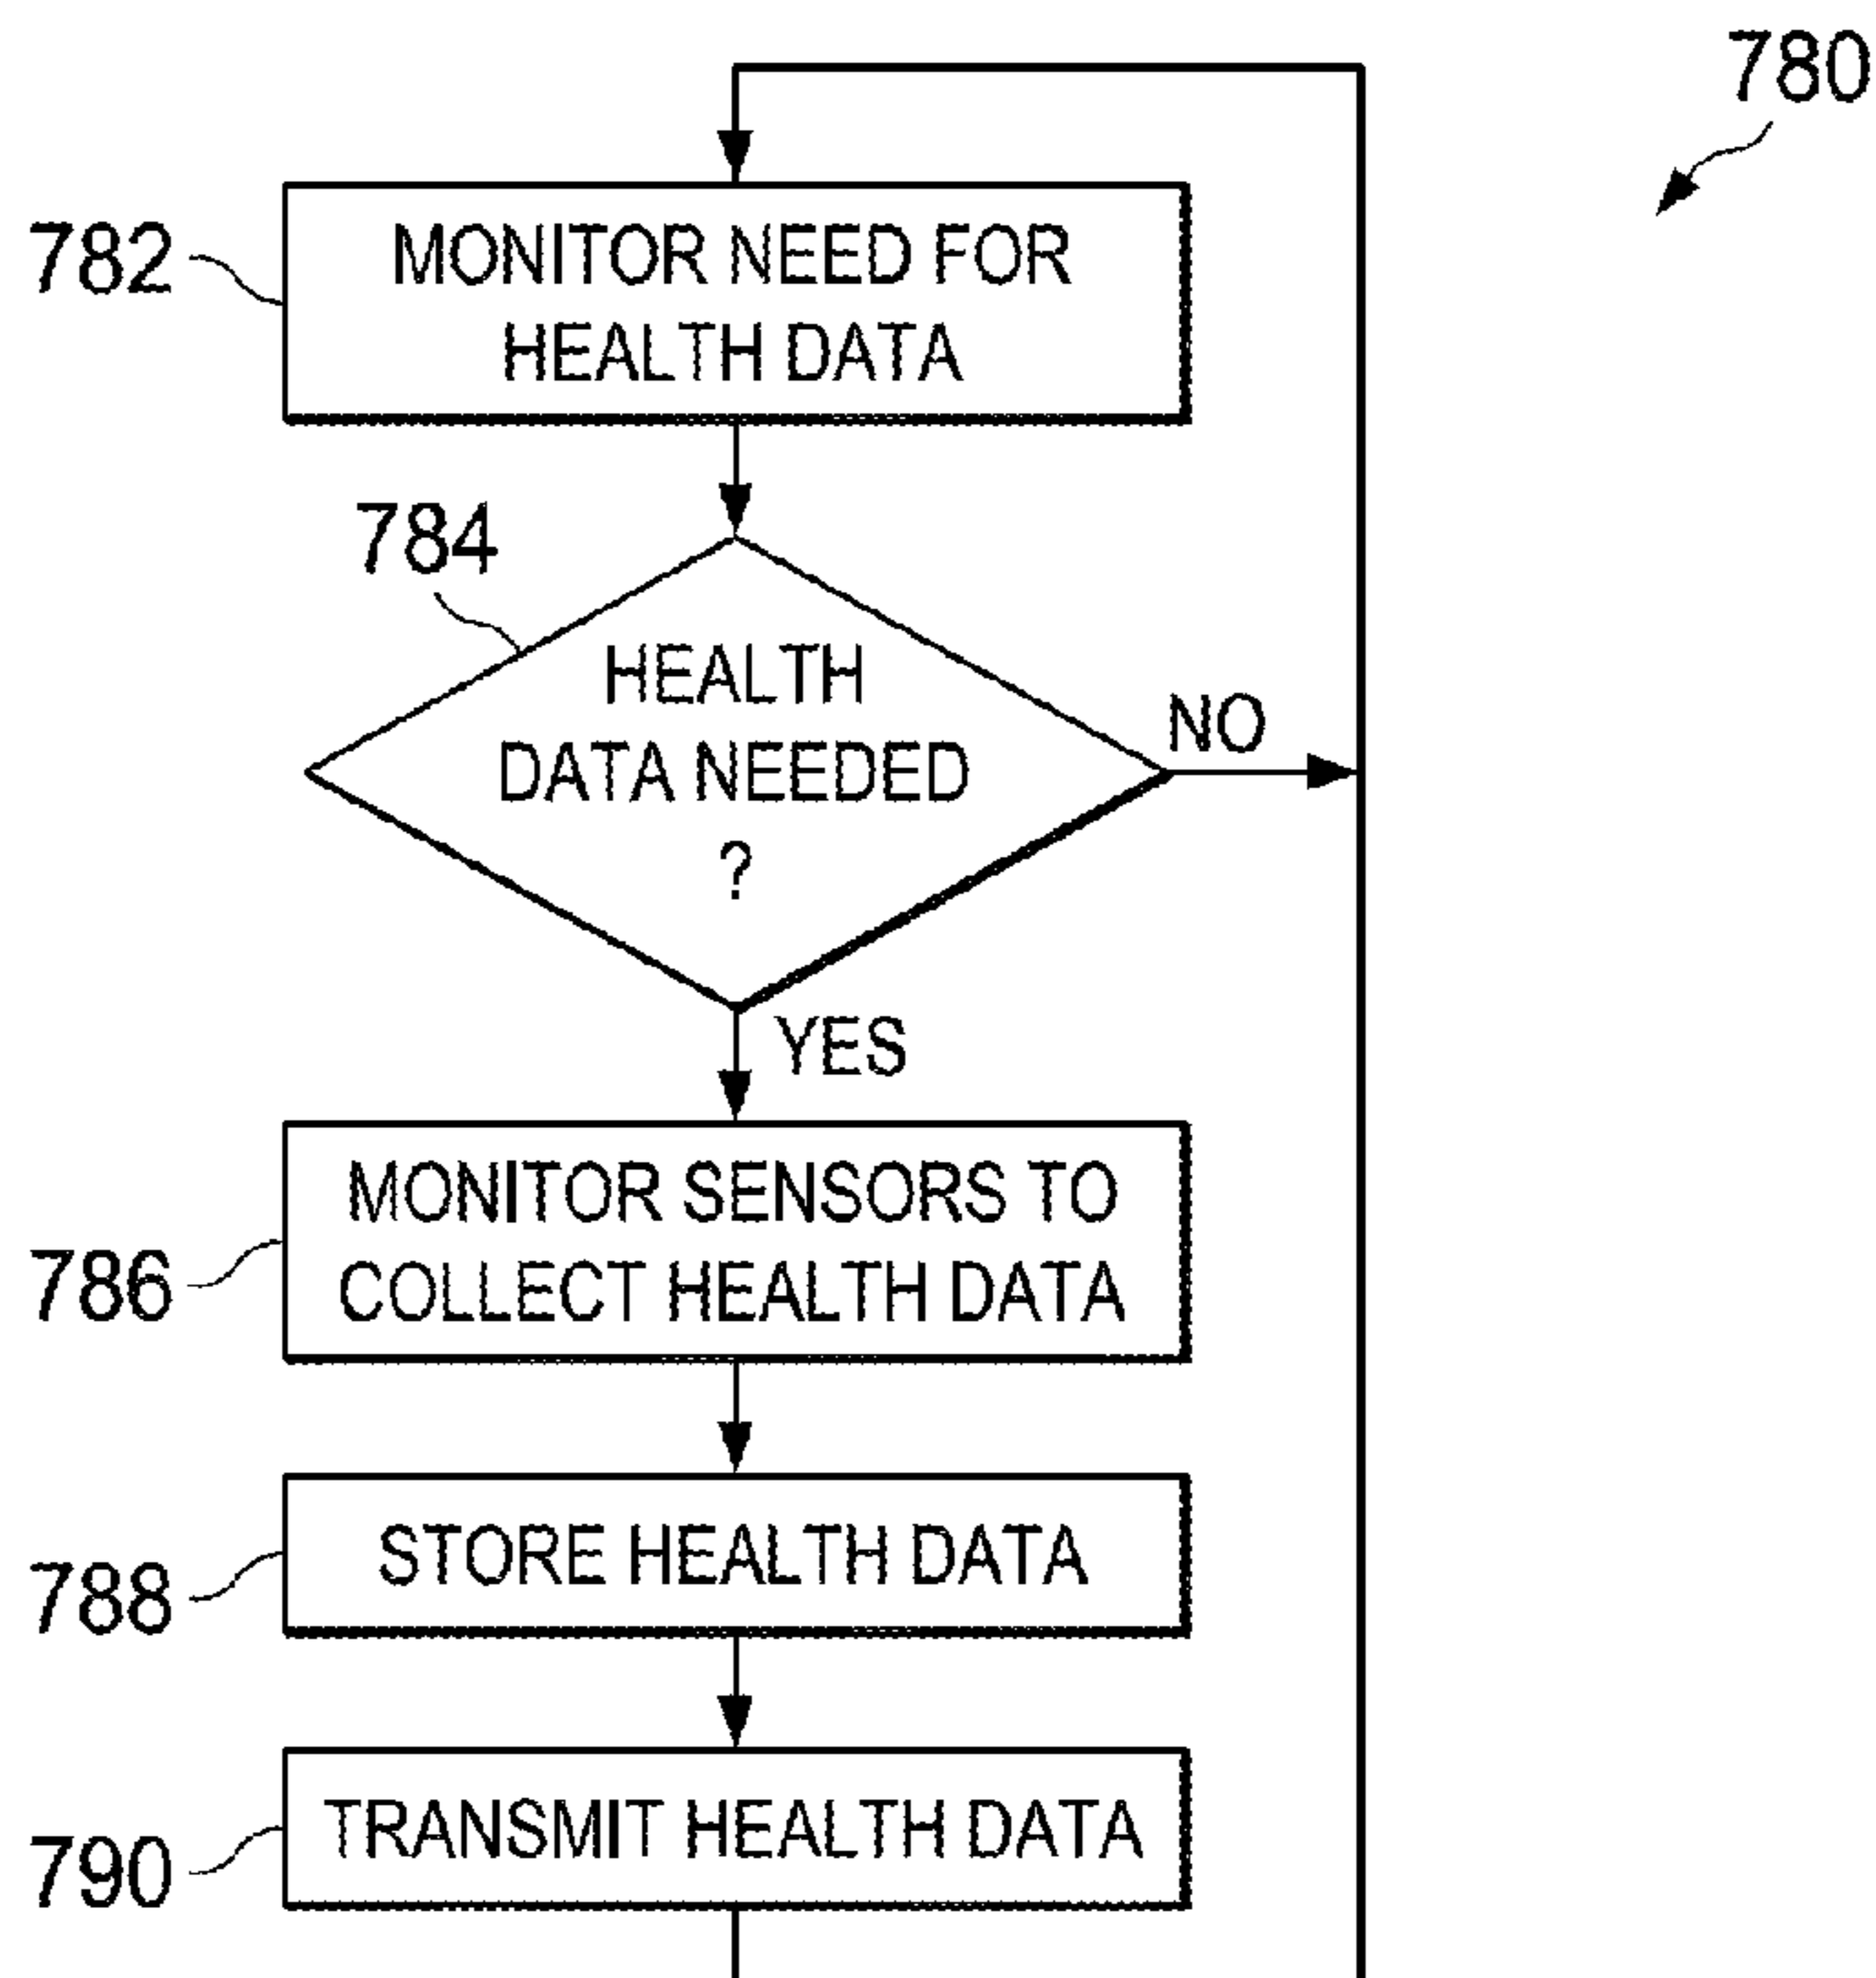 780
782
MONITOR NEED FOR
HEALTH DATA
784
HEALTH
DATA NEEDED
?
NO
YES
786
MONITOR SENSORS TO
COLLECT HEALTH DATA
788
STORE HEALTH DATA
790
TRANSMIT HEALTH DATA